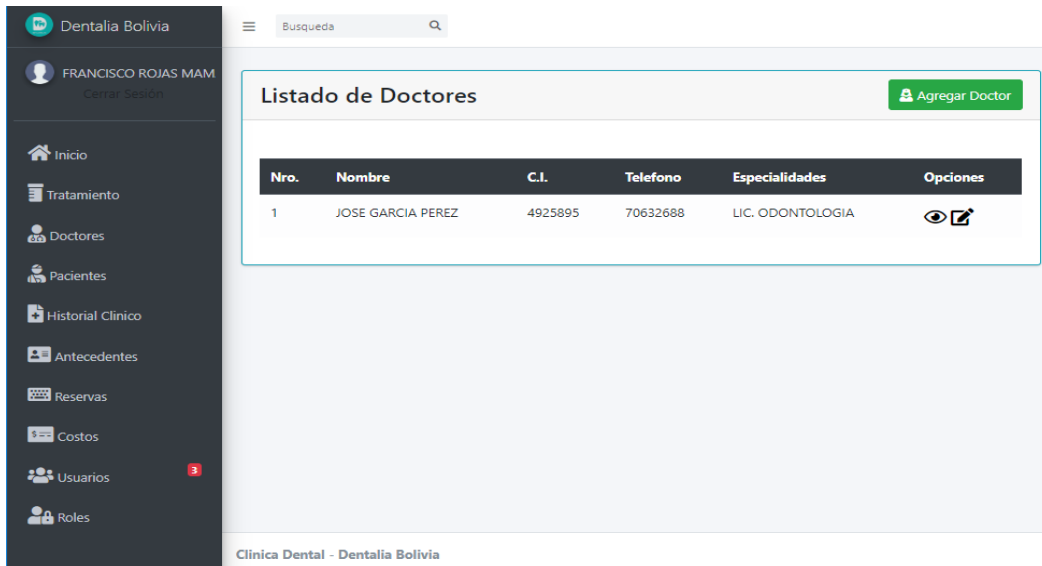 Dentalia Bolivia
Busqueda
FRANCISCO ROJAS MAM
Cerrar Sesión
Inicio
Tratamiento
Doctores
Pacientes
Historial Clinico
Antecedentes
Reservas
Costos
Usuarios 3
Roles
Listado de Doctores
Agregar Doctor
Nro. Nombre C.I. Telefono Especialidades Opciones
1 JOSE GARCIA PEREZ 4925895 70632688 LIC. ODONTOLOGIA
Clinica Dental - Dentalia Bolivia